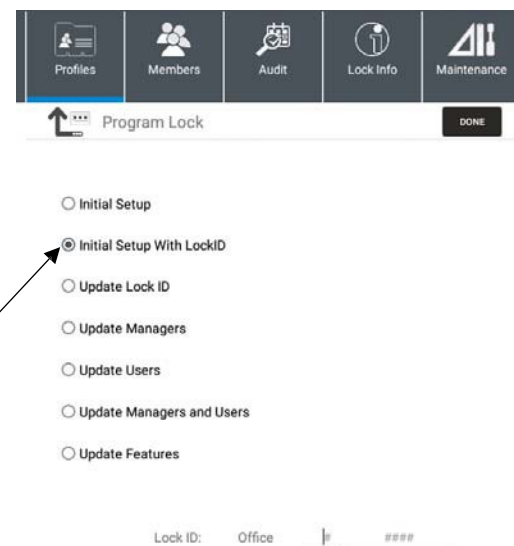 Profiles Members Audit Lock Info Maintenance
Program Lock DONE
Initial Setup
Initial Setup With LockID
Update Lock ID
Update Managers
Update Users
Update Managers and Users
Update Features
Lock ID: Office # ####